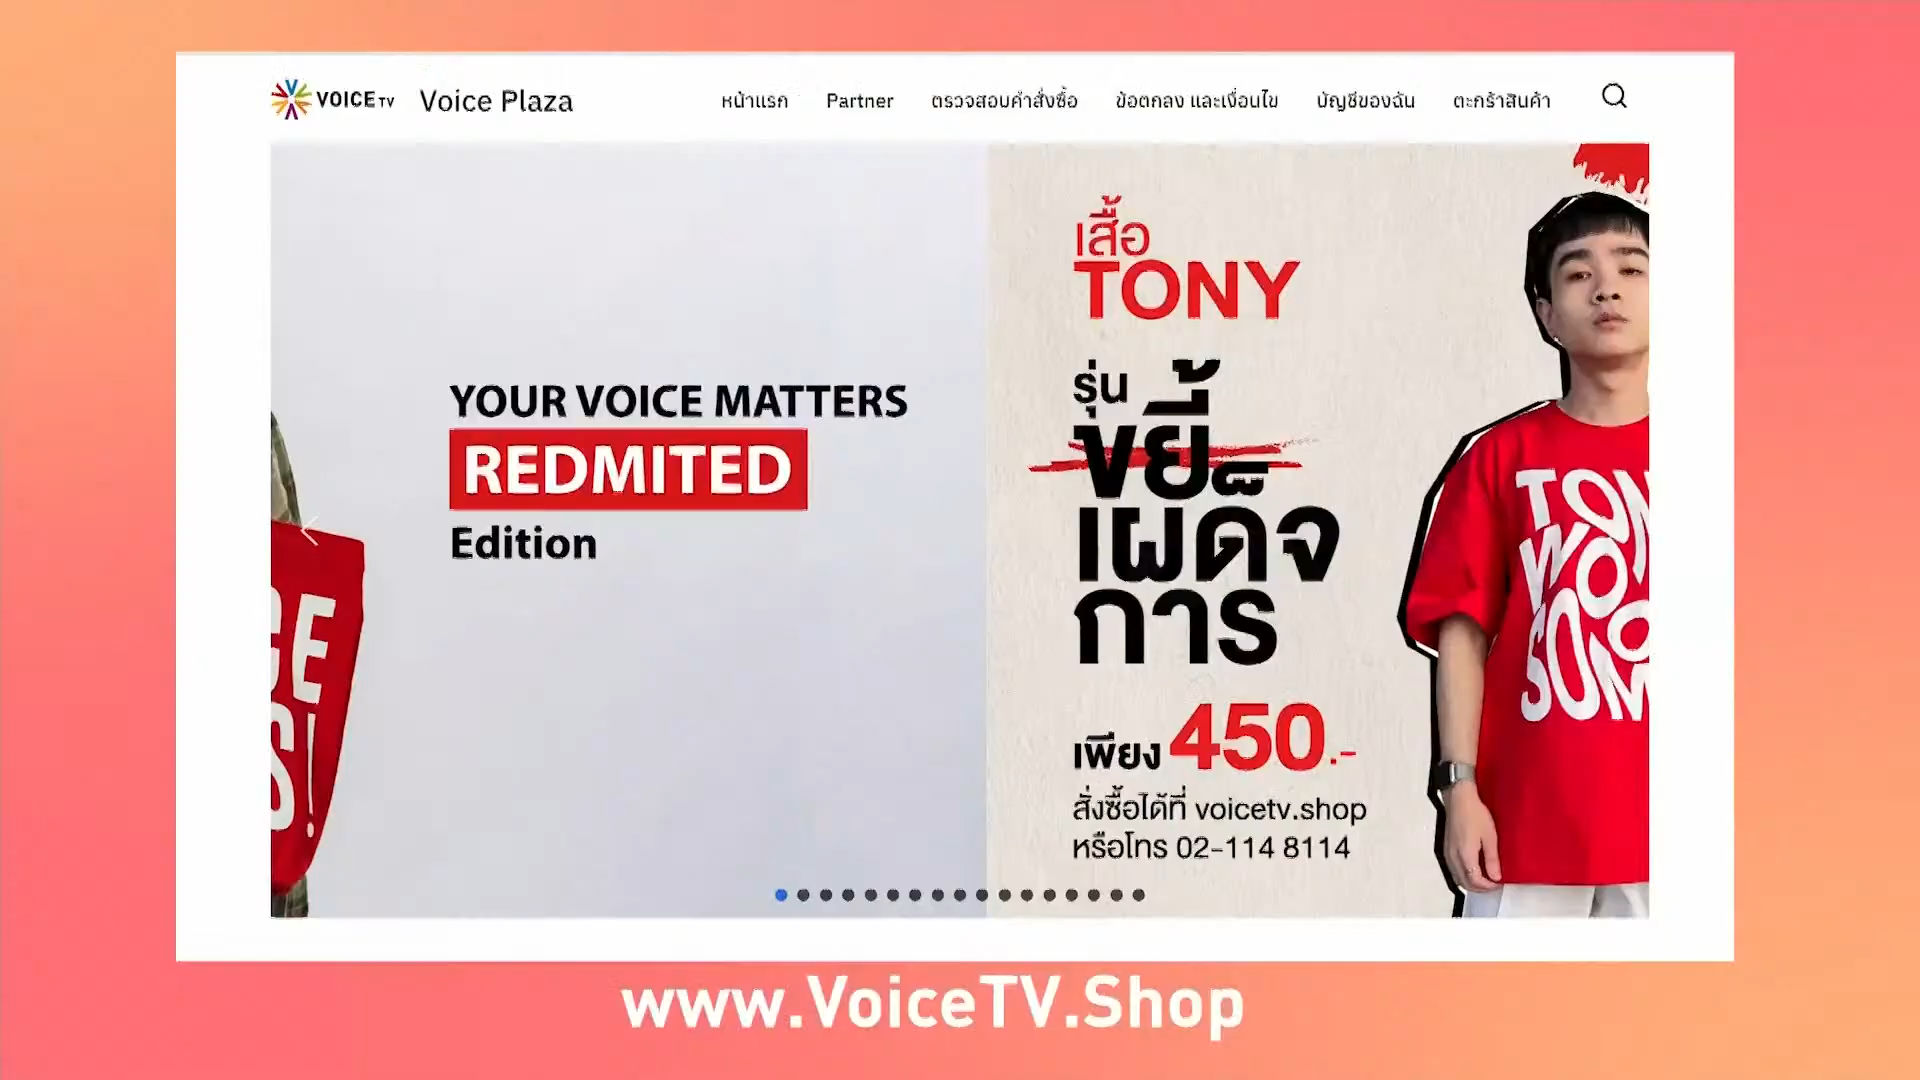 VOICE TV Voice Plaza หน้าแรก Partner ตรวจสอบคำสั่งซื้อ ข้อตกลง และเงื่อนไข บัญชีของฉัน ตะกร้าสินค้า
YOUR VOICE MATTERS
REDMITED
Edition
เสื้อ
TONY
รุ่น
ขยี้
เผด็จ
การ
เพียง 450.-
สั่งซื้อได้ที่ voicetv.shop
หรือโทร 02-114 8114
www.VoiceTV.Shop